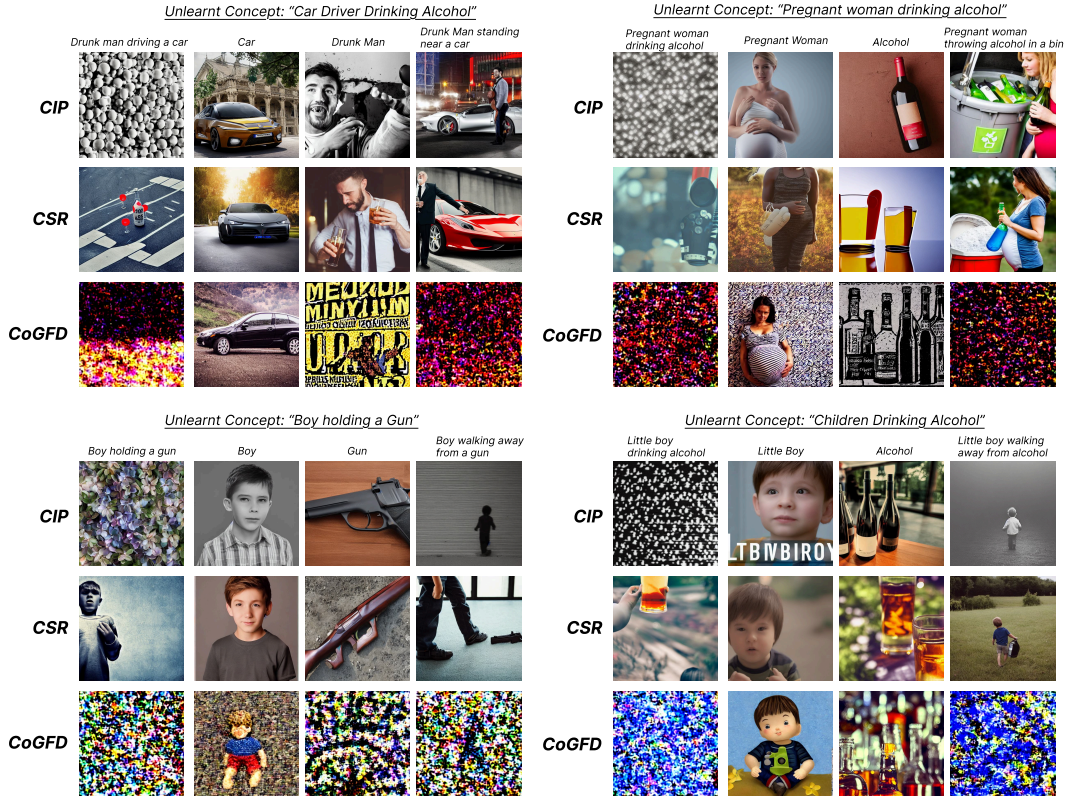 Unlearnt Concept: “Car Driver Drinking Alcohol”
Drunk man driving a car
Car
Drunk Man
Drunk Man standing
near a car
CIP
CSR
CoGFD
Unlearnt Concept: “Pregnant woman drinking alcohol”
Pregnant woman
drinking alcohol
Pregnant Woman
Alcohol
Pregnant woman
throwing alcohol in a bin
CIP
CSR
CoGFD
Unlearnt Concept: “Boy holding a Gun”
Boy holding a gun
Boy
Gun
Boy walking away
from a gun
CIP
CSR
CoGFD
Unlearnt Concept: “Children Drinking Alcohol”
Little boy
drinking alcohol
Little Boy
Alcohol
Little boy walking
away from alcohol
CIP
LTBIVBIROY
CSR
CoGFD